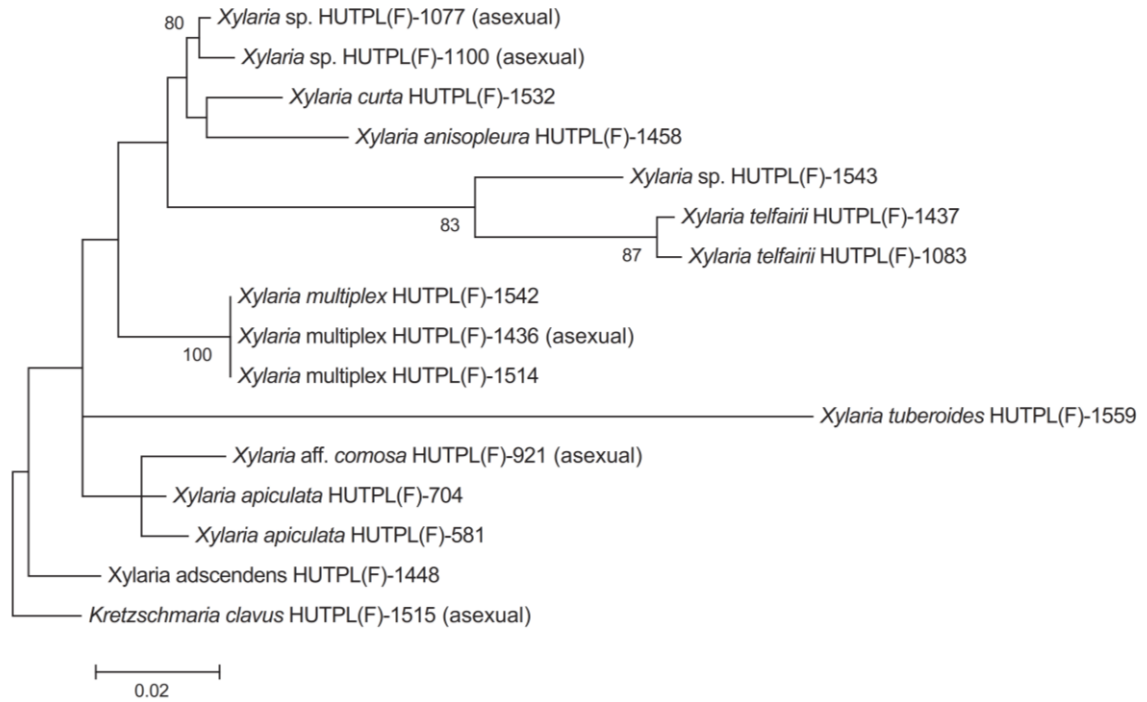 80
Xylaria sp. HUTPL(F)-1077 (asexual)
Xylaria sp. HUTPL(F)-1100 (asexual)
Xylaria curta HUTPL(F)-1532
Xylaria anisopleura HUTPL(F)-1458
Xylaria sp. HUTPL(F)-1543
83
Xylaria telfairii HUTPL(F)-1437
87
Xylaria telfairii HUTPL(F)-1083
Xylaria multiplex HUTPL(F)-1542
Xylaria multiplex HUTPL(F)-1436 (asexual)
100
Xylaria multiplex HUTPL(F)-1514
Xylaria tuberoides HUTPL(F)-1559
Xylaria aff. comosa HUTPL(F)-921 (asexual)
Xylaria apiculata HUTPL(F)-704
Xylaria apiculata HUTPL(F)-581
Xylaria adscendens HUTPL(F)-1448
Kretzschmaria clavus HUTPL(F)-1515 (asexual)
0.02